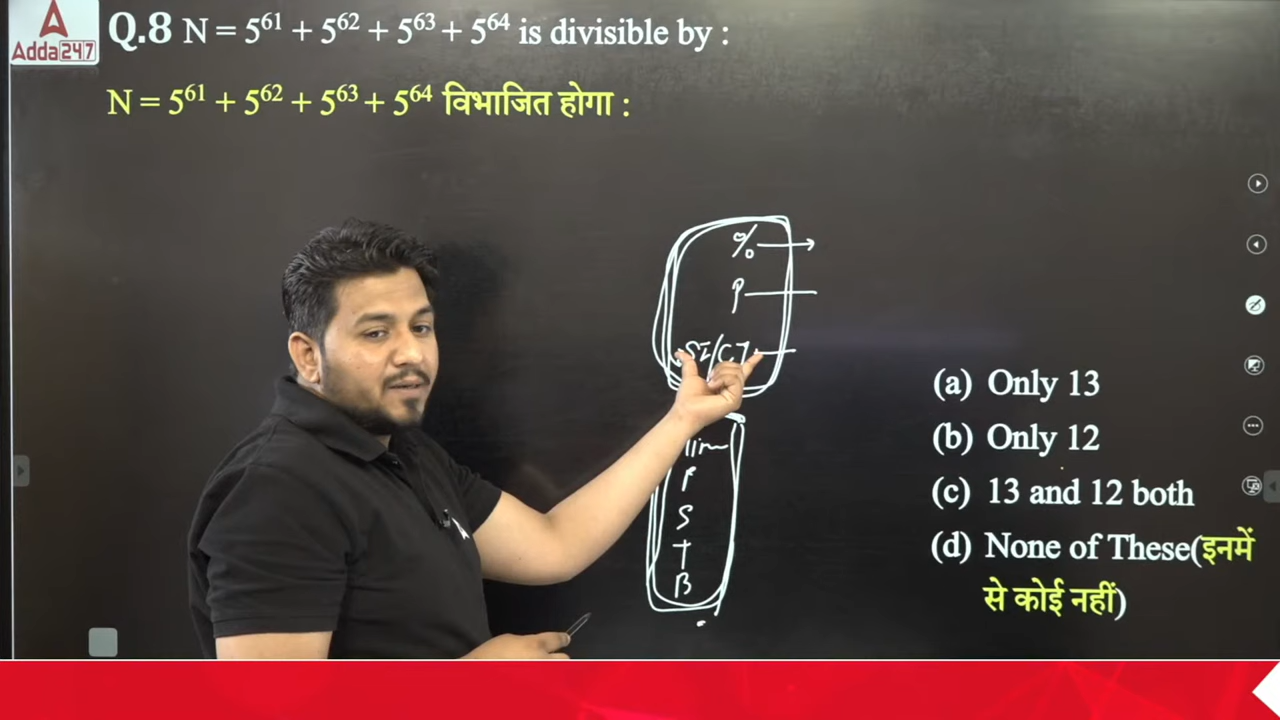 Adda247
Q.8 N = 5⁶¹ + 5⁶² + 5⁶³ + 5⁶⁴ is divisible by :
N = 5⁶¹ + 5⁶² + 5⁶³ + 5⁶⁴ विभाजित होगा :
%
P
SI/CI
P
S
T
B
(a) Only 13
(b) Only 12
(c) 13 and 12 both
(d) None of These(इनमें
से कोई नहीं)